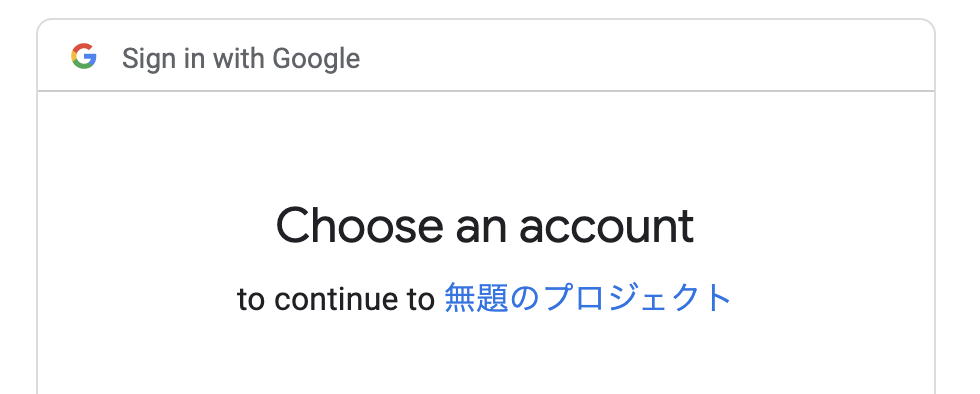 Sign in with Google
Choose an account
to continue to 無題のプロジェクト